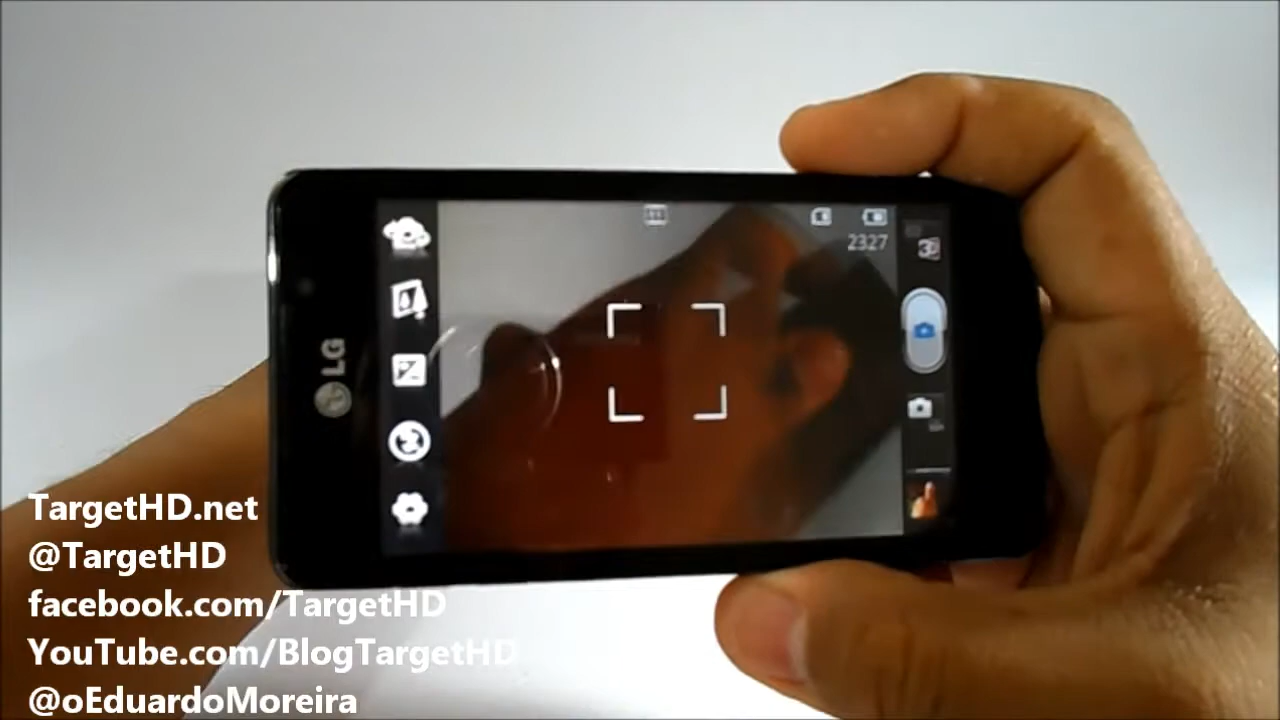 2327
3D
LG
TargetHD.net
@TargetHD
facebook.com/TargetHD
YouTube.com/BlogTargetHD
@oEduardoMoreira